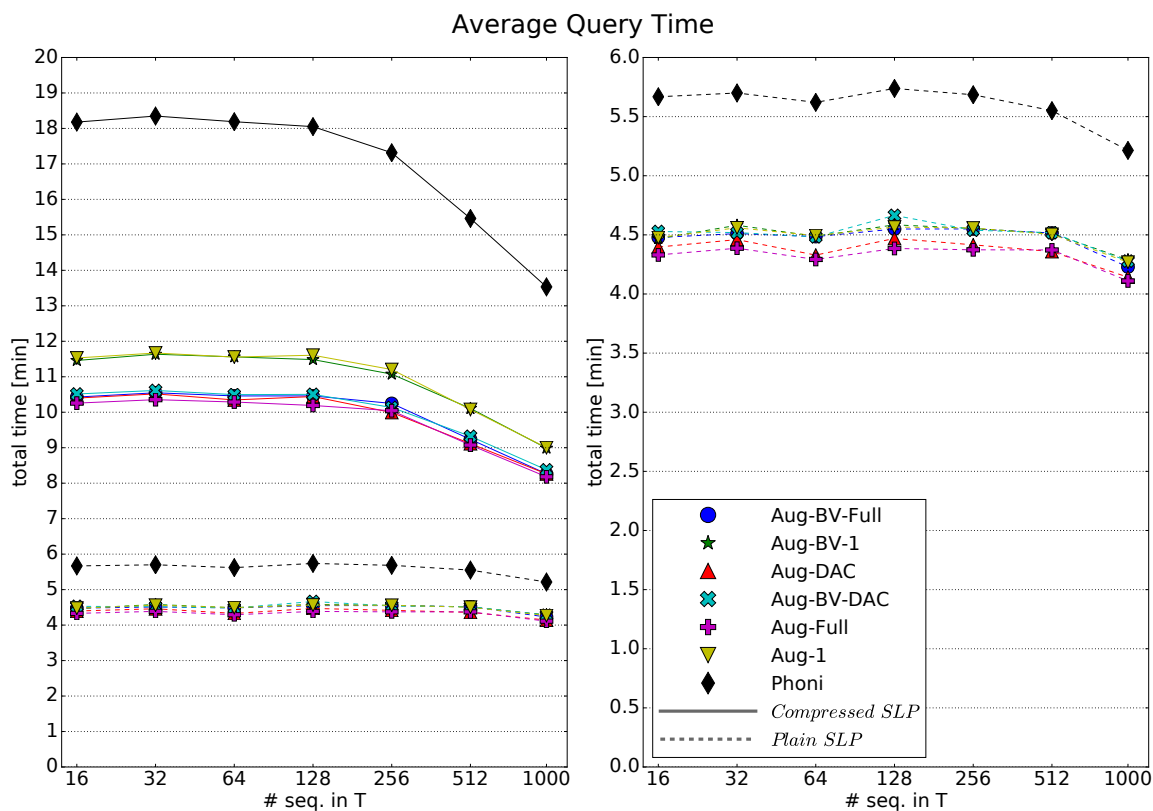 Average Query Time
20
19
18
17
16
15
14
13
12
11
10
9
8
7
6
5
4
3
2
1
0
total time [min]
16 32 64 128 256 512 1000
# seq. in T
6.0
5.5
5.0
4.5
4.0
3.5
3.0
2.5
2.0
1.5
1.0
0.5
0.0
total time [min]
16 32 64 128 256 512 1000
# seq. in T
Aug-BV-Full
Aug-BV-1
Aug-DAC
Aug-BV-DAC
Aug-Full
Aug-1
Phoni
Compressed SLP
Plain SLP